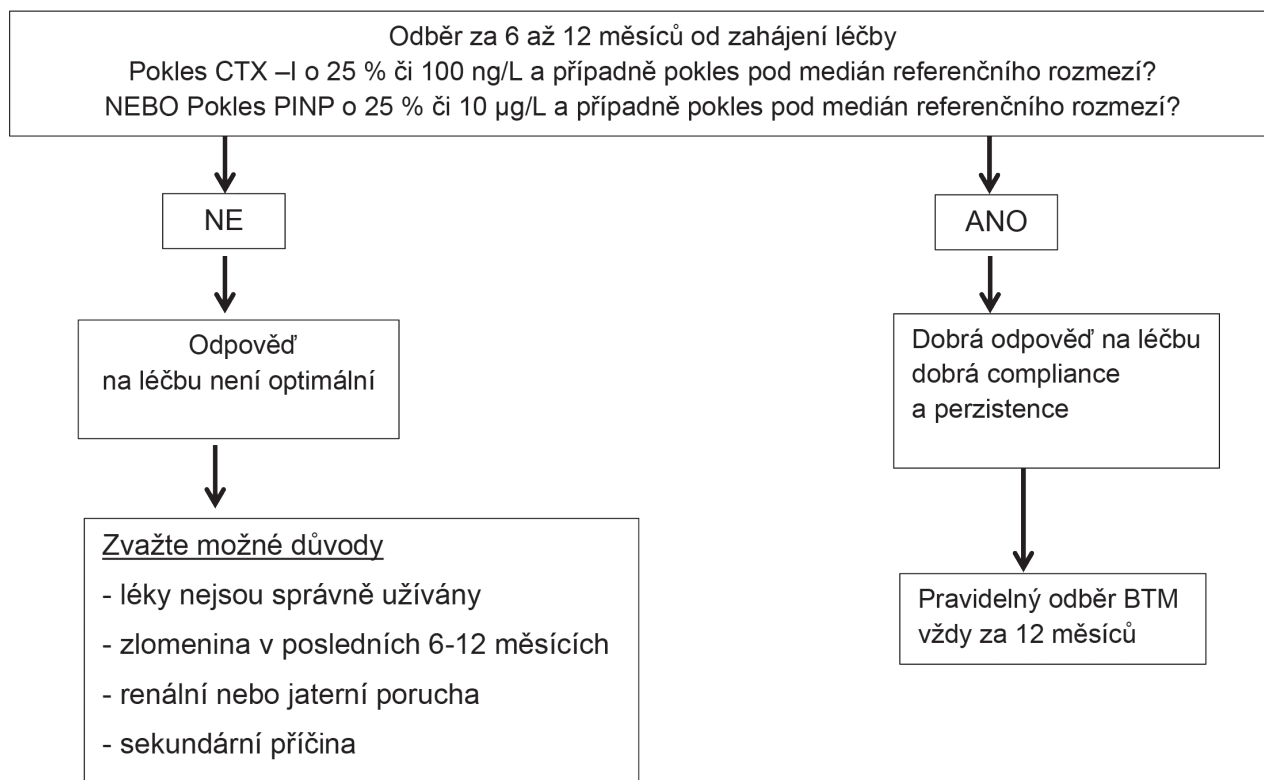 Odběr za 6 až 12 měsíců od zahájení léčby
Pokles CTX –I o 25 % či 100 ng/L a případně pokles pod medián referenčního rozmezí?
NEBO Pokles PINP o 25 % či 10 µg/L a případně pokles pod medián referenčního rozmezí?
NE
ANO
Odpověď
na léčbu není optimální
Dobrá odpověď na léčbu
dobrá compliance
a perzistence
Zvažte možné důvody
- léky nejsou správně užívány
- zlomenina v posledních 6-12 měsících
- renální nebo jaterní porucha
- sekundární příčina
Pravidelný odběr BTM
vždy za 12 měsíců